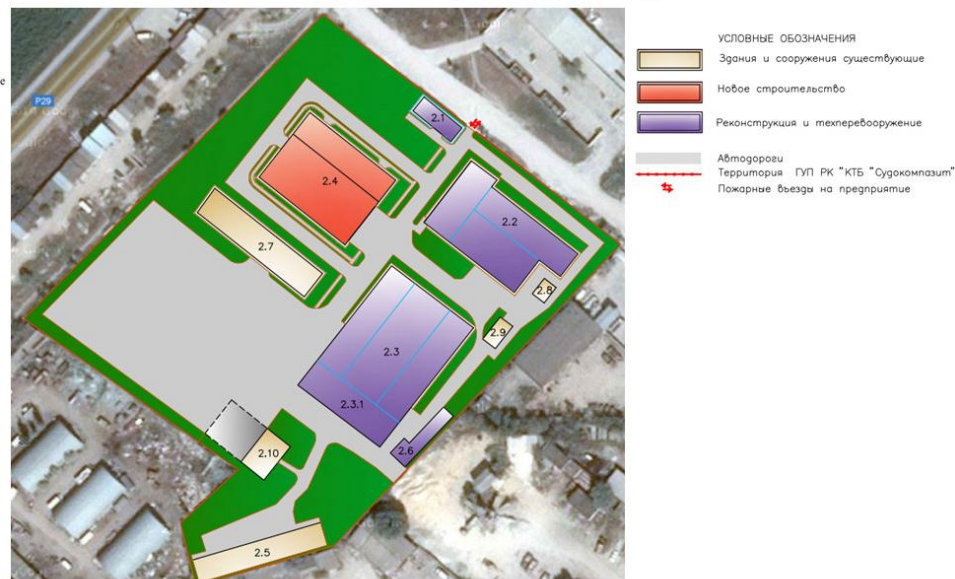 УСЛОВНЫЕ ОБОЗНАЧЕНИЯ
Здания и сооружения существующие
Новое строительство
Реконструкция и техперевооружение
Автодороги
Территория ГУП РК "КТБ "Судокомпазит"
Пожарные въезды на предприятие
е
Р29
2.1
2.4
2.2
2.7
2.8
2.9
2.3
2.3.1
2.6
2.10
2.5